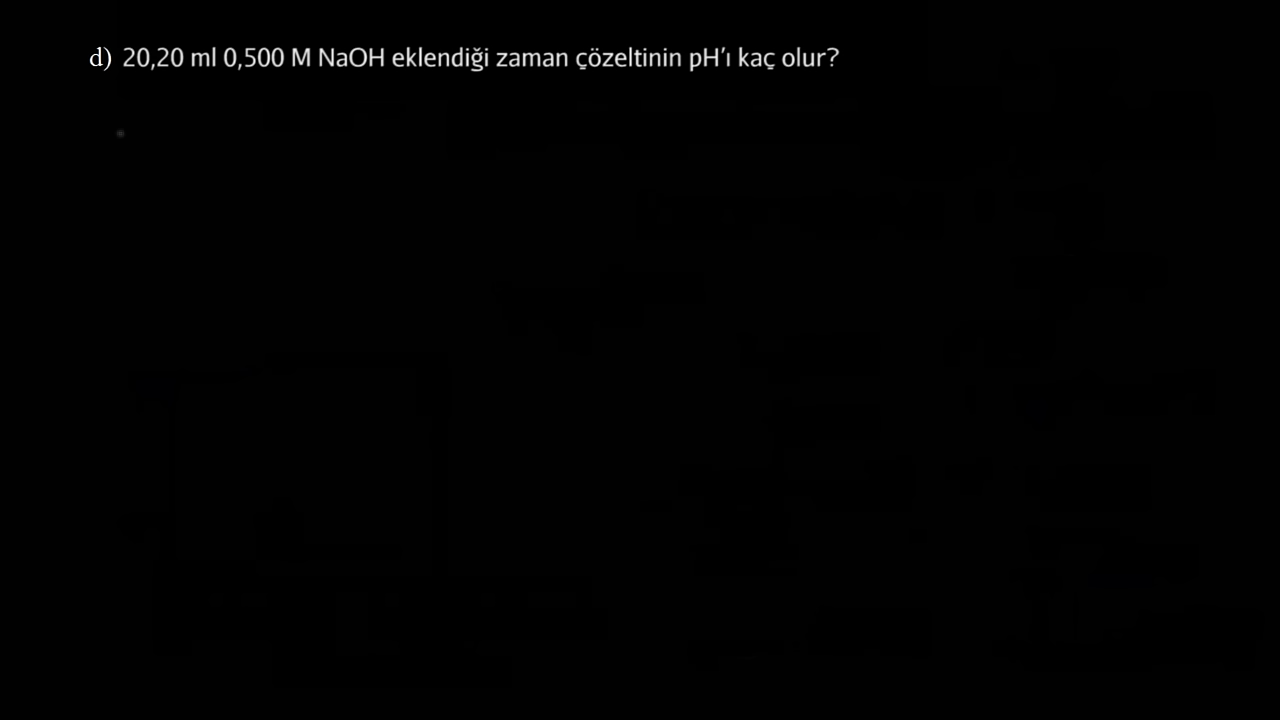 d) 20,20 ml 0,500 M NaOH eklendiği zaman çözeltinin pH'ı kaç olur?